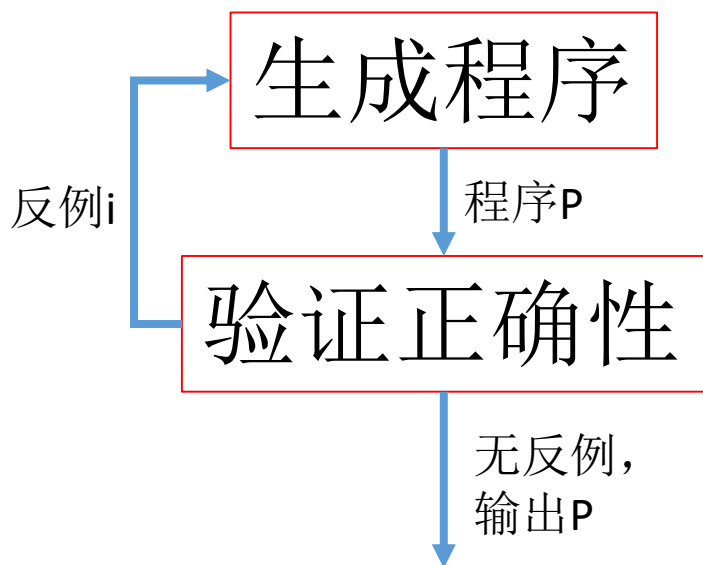 生成程序
反例i
程序P
验证正确性
无反例，
输出P